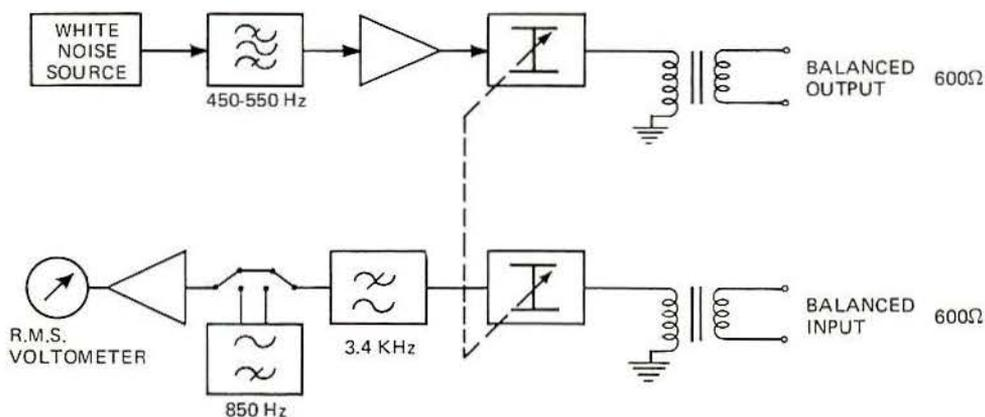 WHITE
NOISE
SOURCE
450-550 Hz
BALANCED
OUTPUT
600Ω
R.M.S.
VOLTOMETER
850 Hz
3.4 KHz
BALANCED
INPUT
600Ω